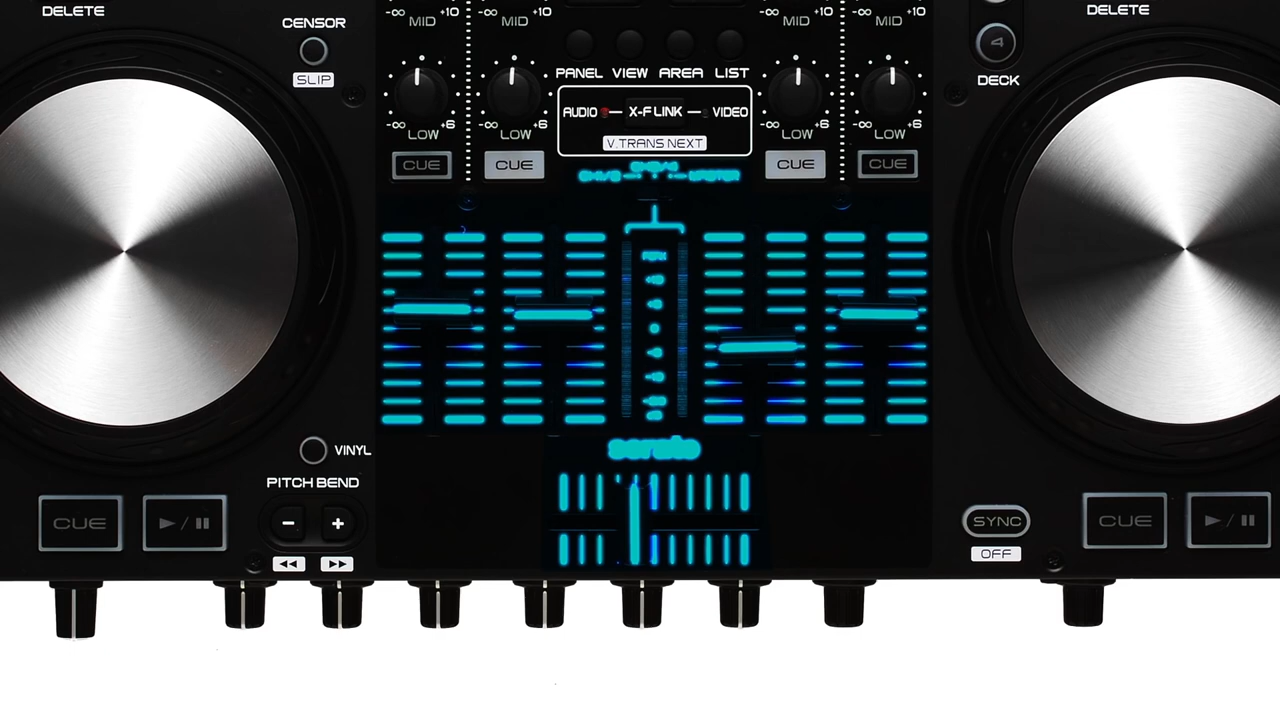 DELETE
CENSOR
SLIP
-∞ MID +10
-∞ MID +10
-∞ MID +10
-∞ MID +10
DELETE
4
DECK
PANEL VIEW AREA LIST
AUDIO X-F LINK VIDEO
V.TRANS NEXT
-∞ LOW +6
-∞ LOW +6
-∞ LOW +6
-∞ LOW +6
CUE
CUE
CUE
CUE
serato
VINYL
PITCH BEND
- +
CUE
SYNC
OFF
CUE